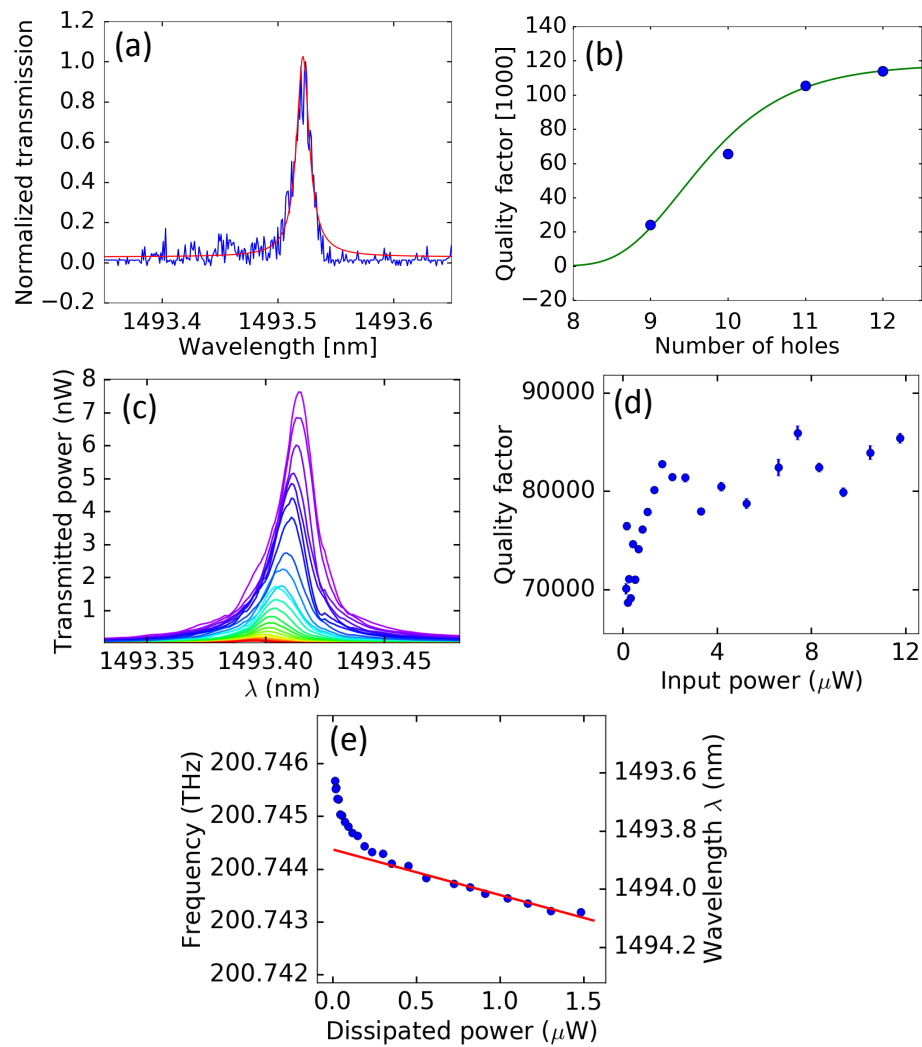 (a)
Normalized transmission
1.2
1.0
0.8
0.6
0.4
0.2
0.0
−0.2
1493.4 1493.5 1493.6
Wavelength [nm]
(b)
Quality factor [1000]
140
120
100
80
60
40
20
0
−20
8 9 10 11 12
Number of holes
(c)
Transmitted power (nW)
8
7
6
5
4
3
2
1
1493.35 1493.40 1493.45
λ (nm)
(d)
Quality factor
90000
80000
70000
0 4 8 12
Input power (μW)
(e)
Frequency (THz)
200.746
200.745
200.744
200.743
200.742
0.0 0.5 1.0 1.5
Dissipated power (μW)
1493.6
1493.8
1494.0
1494.2
Wavelength λ (nm)